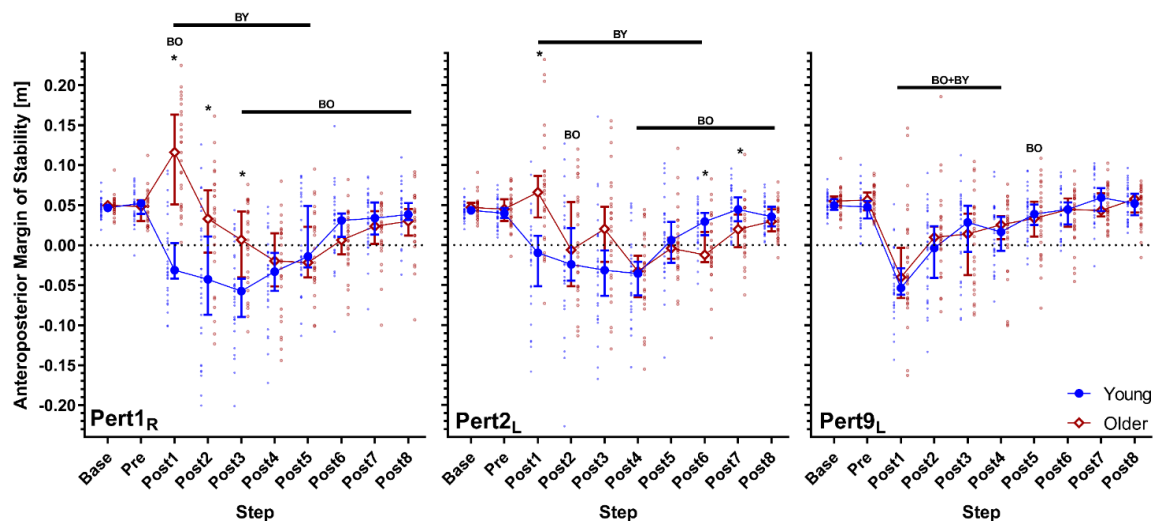 BY
BO
*
*
*
BO
BY
*
BO
BO
*
*
BO+BY
BO
Anteroposterior Margin of Stability [m]
0.20
0.15
0.10
0.05
0.00
-0.05
-0.10
-0.15
-0.20
Pert1R
Pert2L
Pert9L
Young
Older
Base Pre Post1 Post2 Post3 Post4 Post5 Post6 Post7 Post8
Base Pre Post1 Post2 Post3 Post4 Post5 Post6 Post7 Post8
Base Pre Post1 Post2 Post3 Post4 Post5 Post6 Post7 Post8
Step
Step
Step